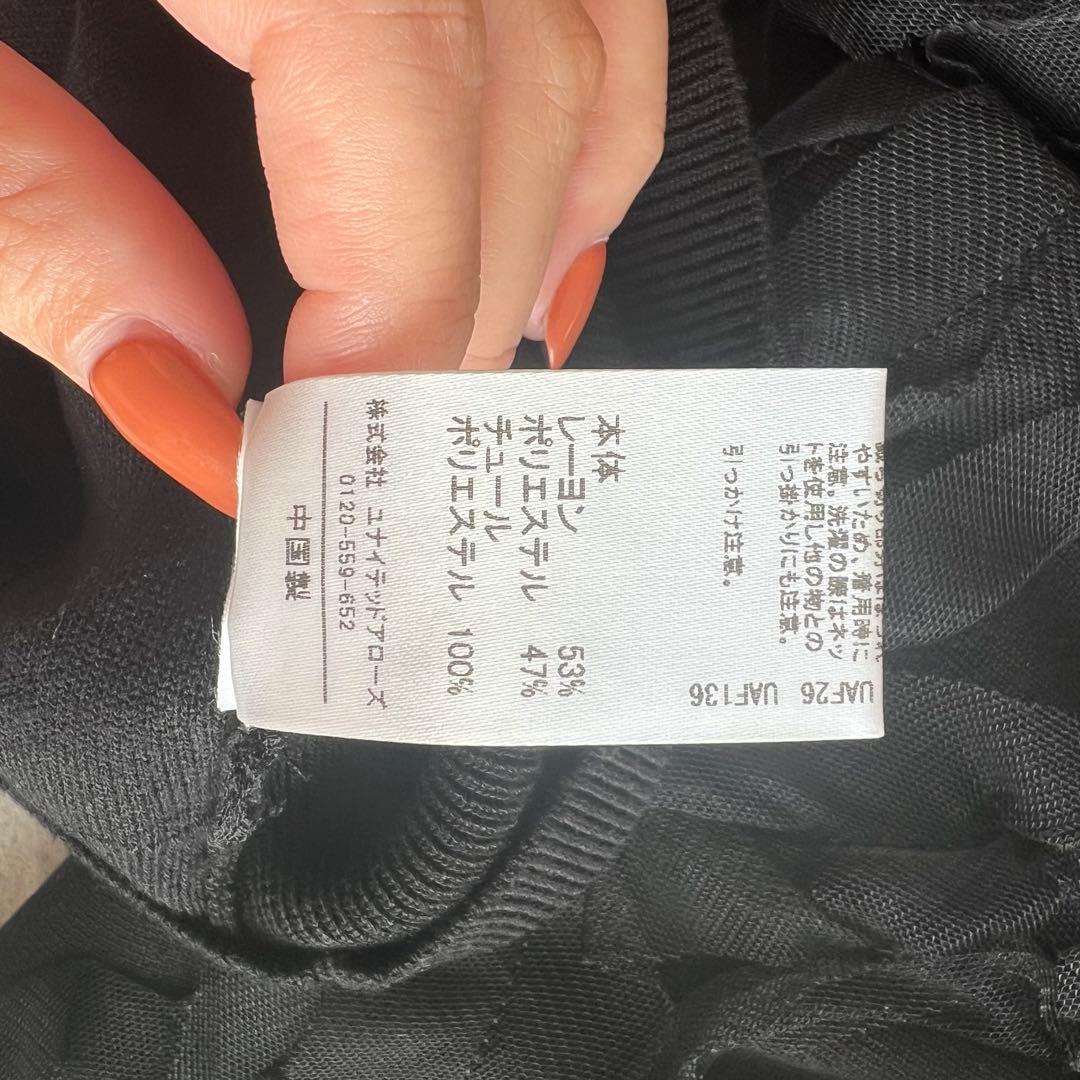 やすいため、着用時に
注意。洗濯の際はネッ
トを使用し他の物との
引っ掛かりにも注意。
UAF26
引っかけ注意。
UAF136
本体
レーヨン 53%
ポリエステル 47%
チュール
ポリエステル 100%
株式会社 ユナイテッドアローズ
0120-559-652
中国製